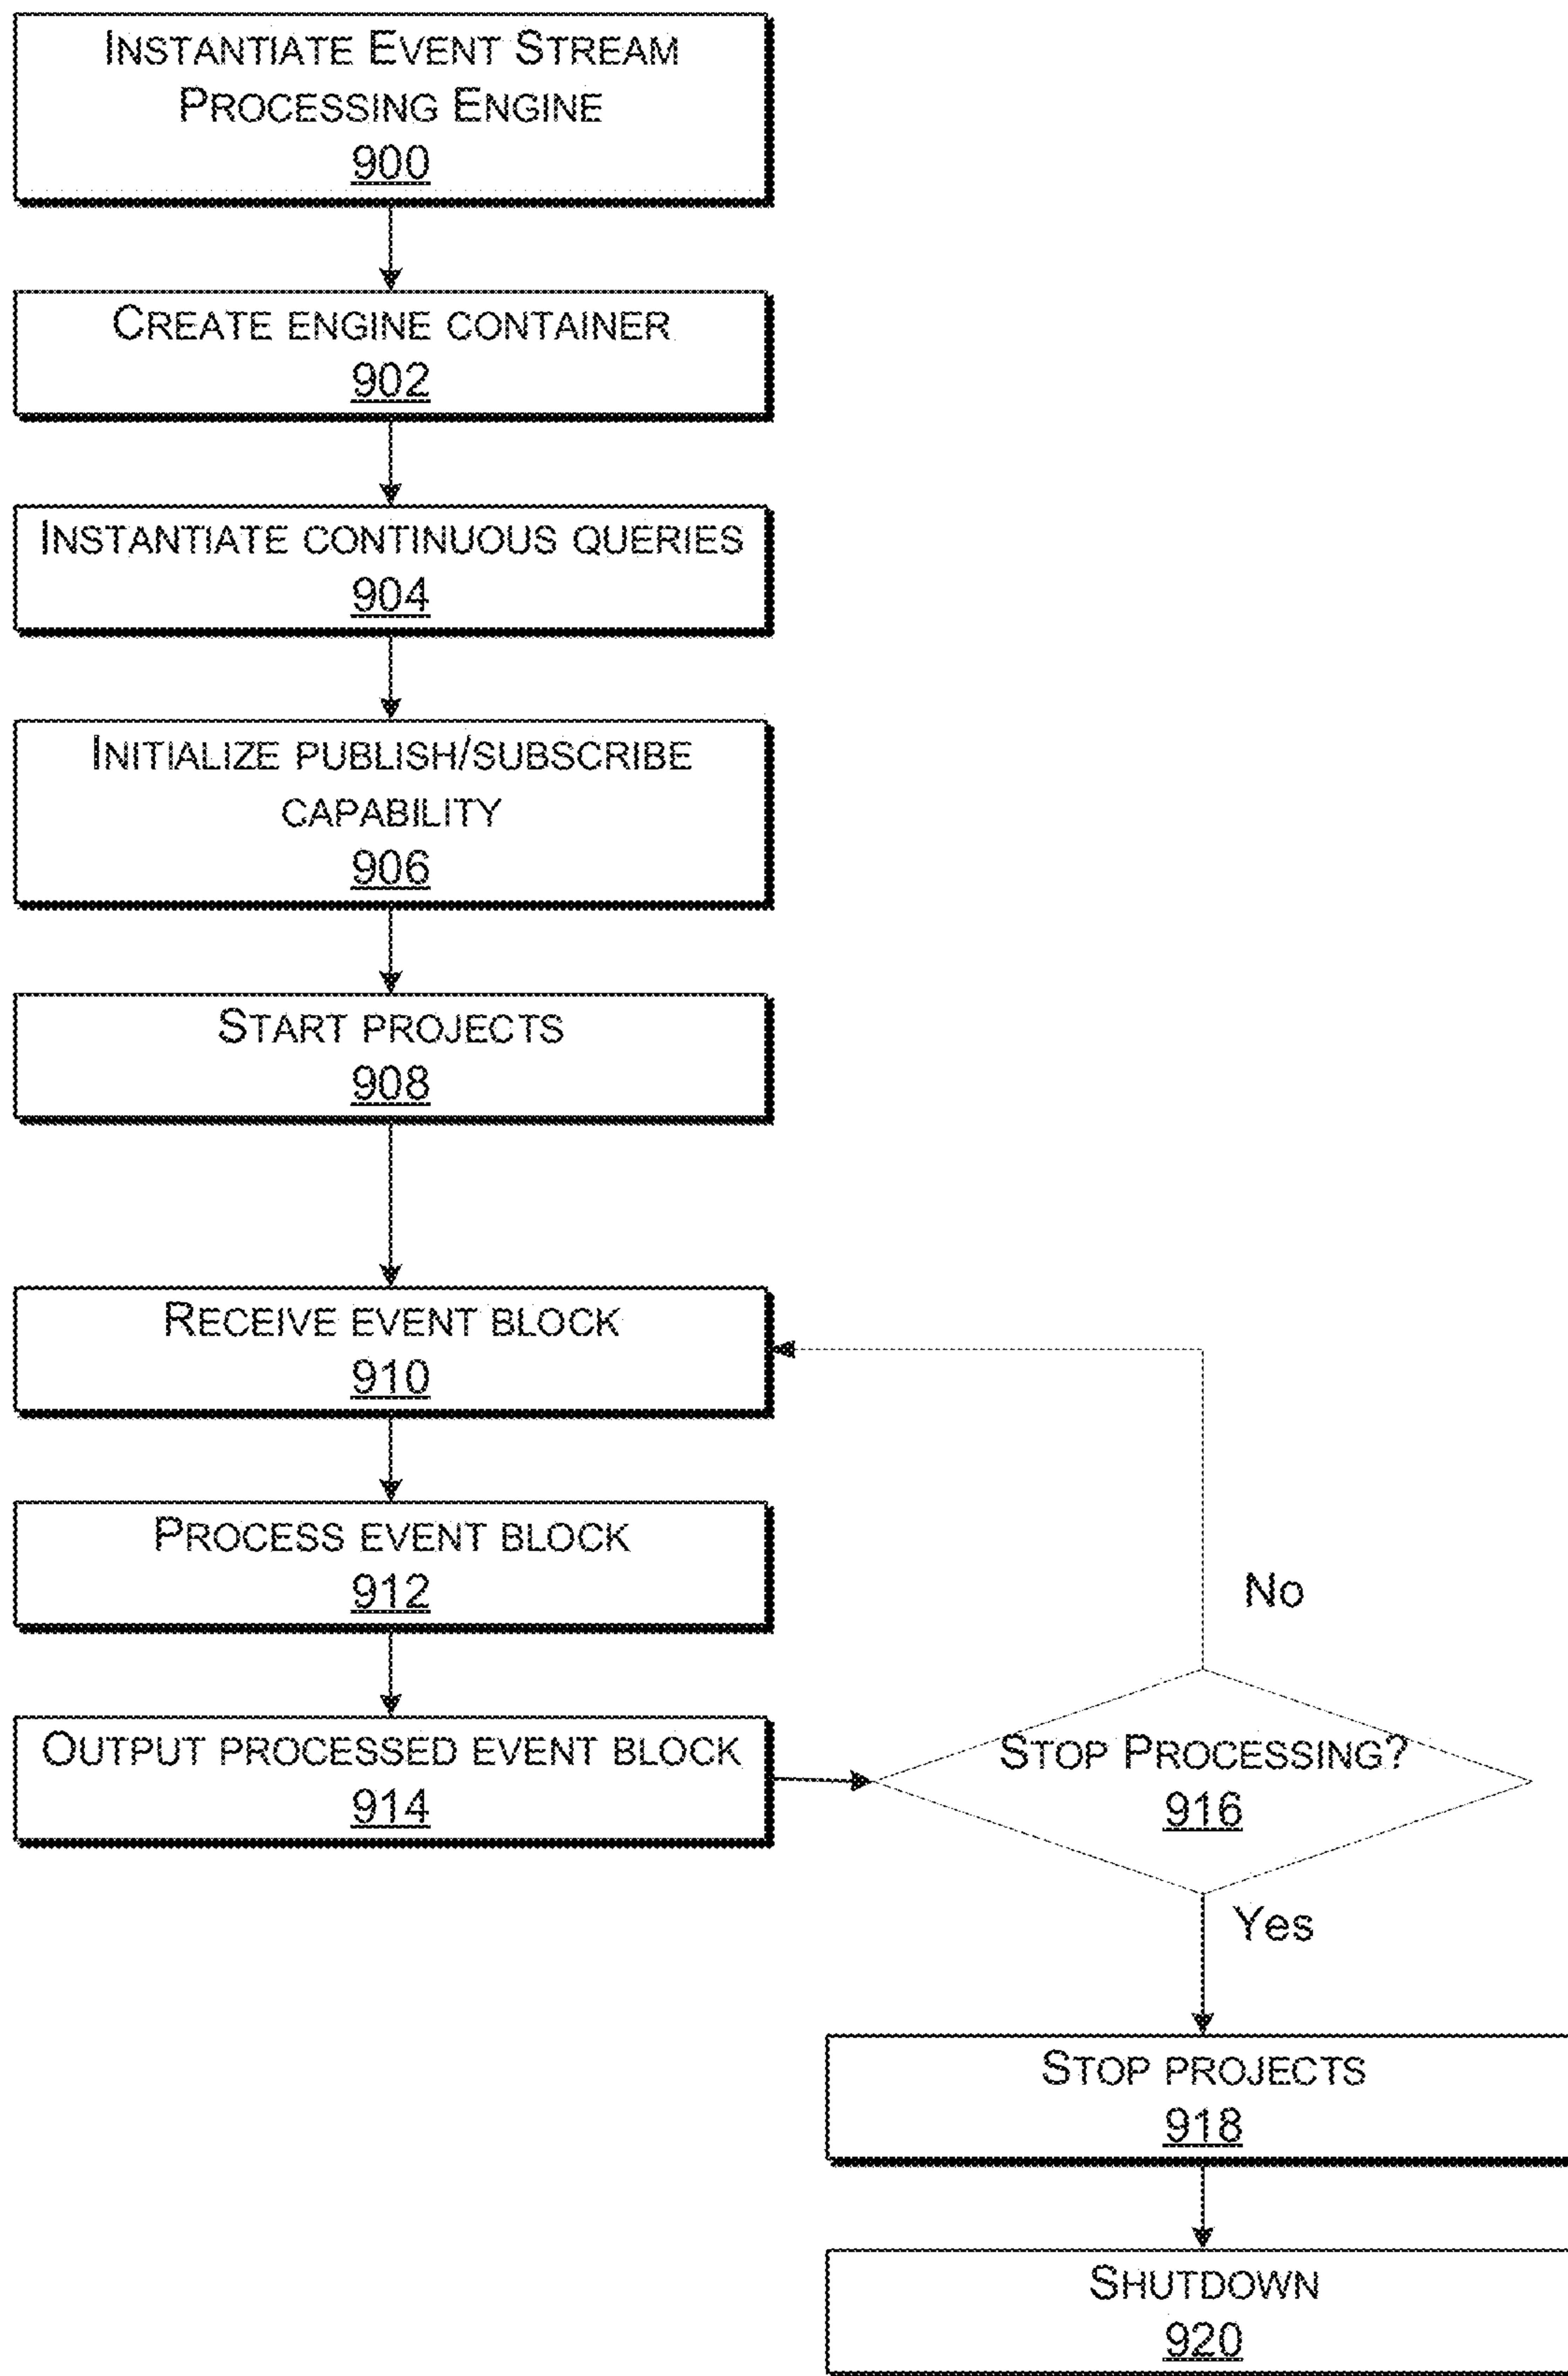 INSTANTIATE EVENT STREAM
PROCESSING ENGINE
900
CREATE ENGINE CONTAINER
902
INSTANTIATE CONTINUOUS QUERIES
904
INITIALIZE PUBLISH/SUBSCRIBE
CAPABILITY
906
START PROJECTS
908
RECEIVE EVENT BLOCK
910
PROCESS EVENT BLOCK
912
No
OUTPUT PROCESSED EVENT BLOCK
914
STOP PROCESSING?
916
Yes
STOP PROJECTS
918
SHUTDOWN
920